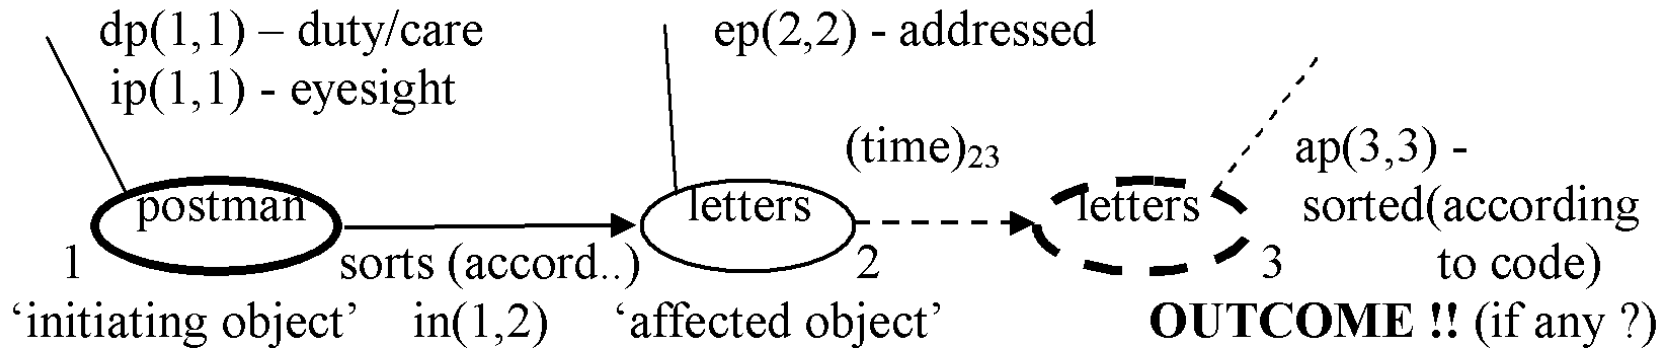 dp(1,1) – duty/care
ip(1,1) - eyesight
ep(2,2) - addressed
(time)23
ap(3,3) -
sorted(according
to code)
postman
letters
letters
1
sorts (accord..)
2
3
‘initiating object’
in(1,2)
‘affected object’
OUTCOME !! (if any ?)